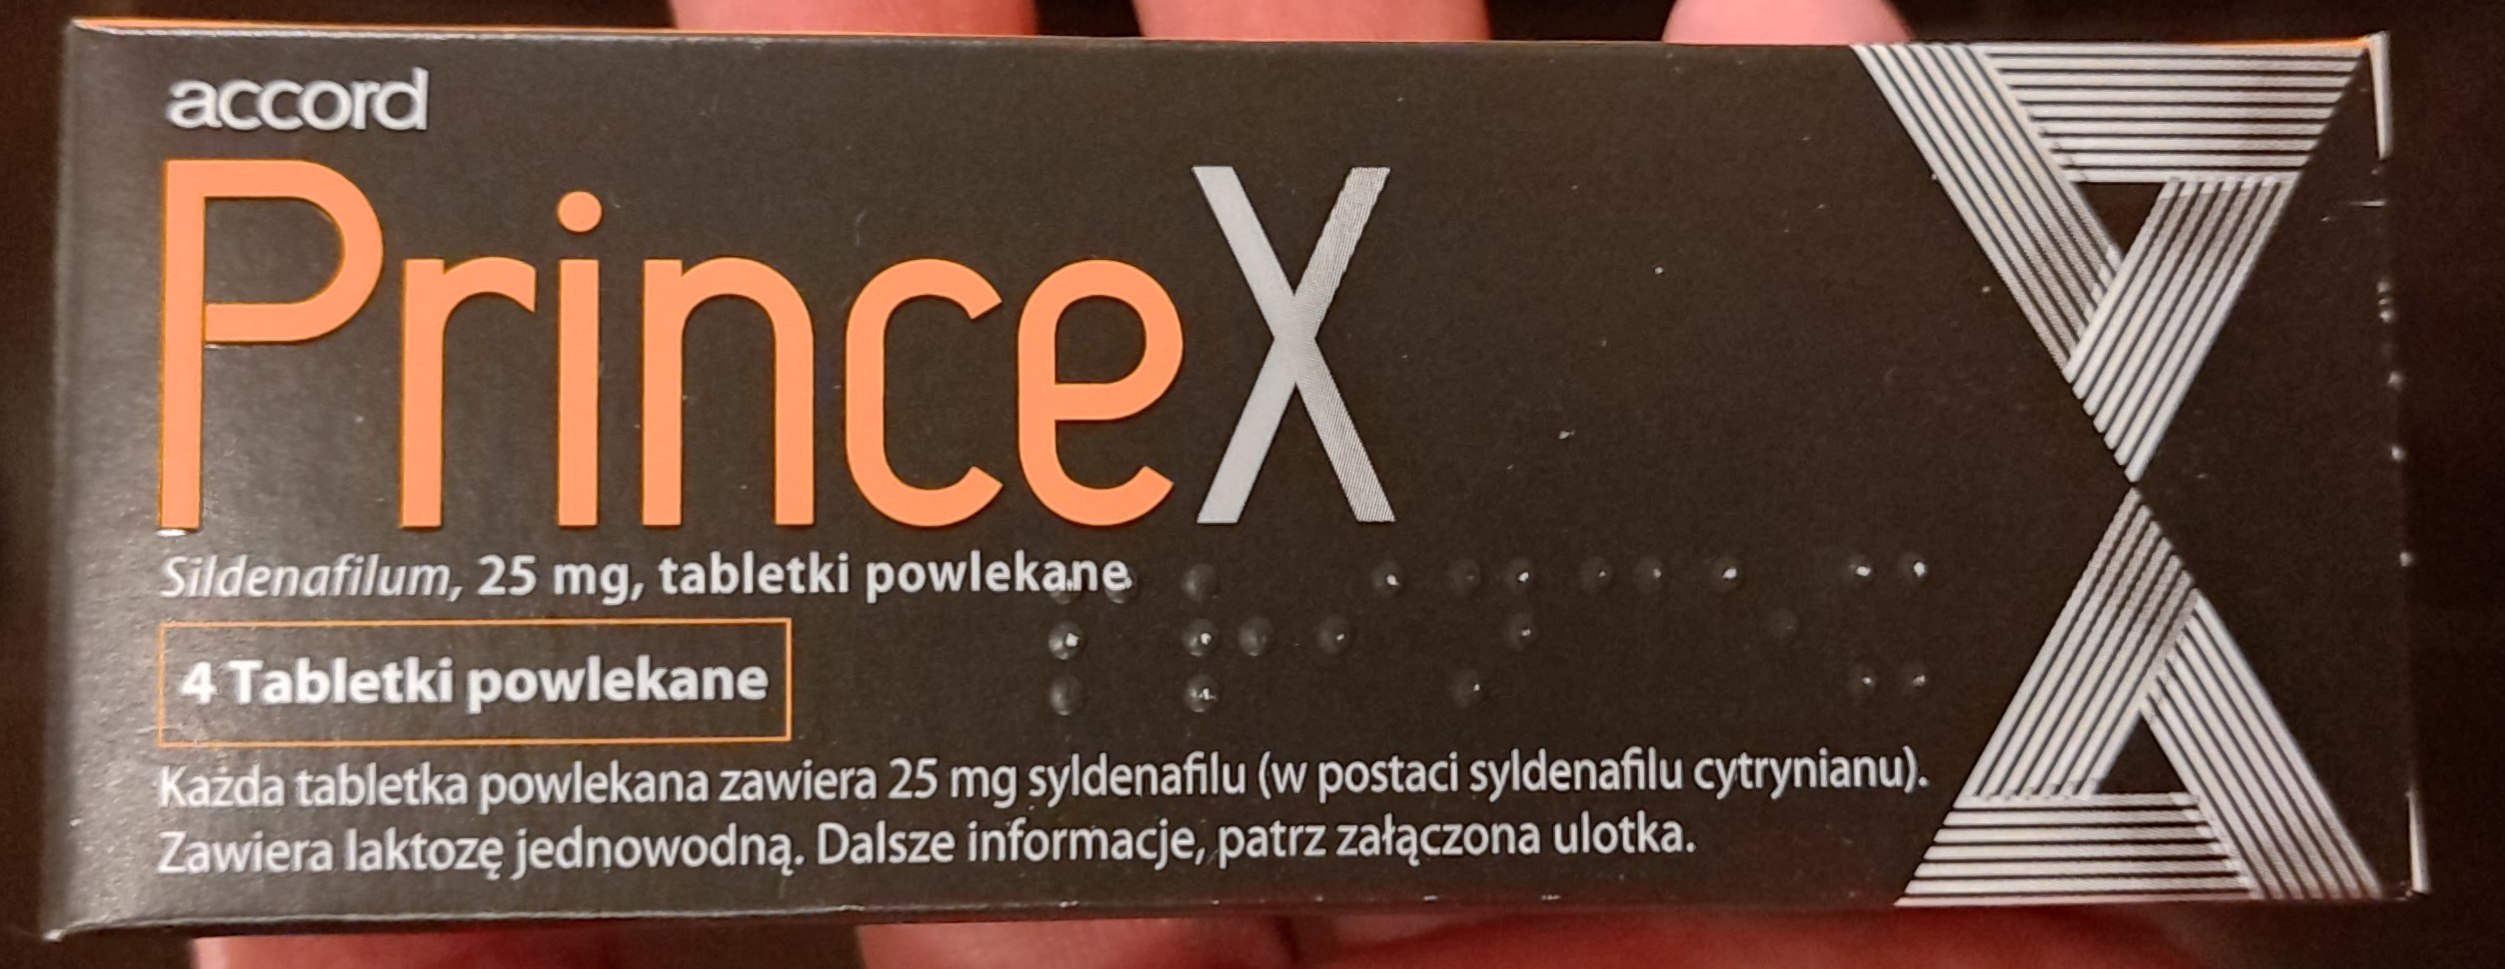 accord
PrinceX
Sildenafilum, 25 mg, tabletki powlekane
4 Tabletki powlekane
Każda tabletka powlekana zawiera 25 mg syldenafilu (w postaci syldenafilu cytrynianu).
Zawiera laktozę jednowodną. Dalsze informacje, patrz załączona ulotka.